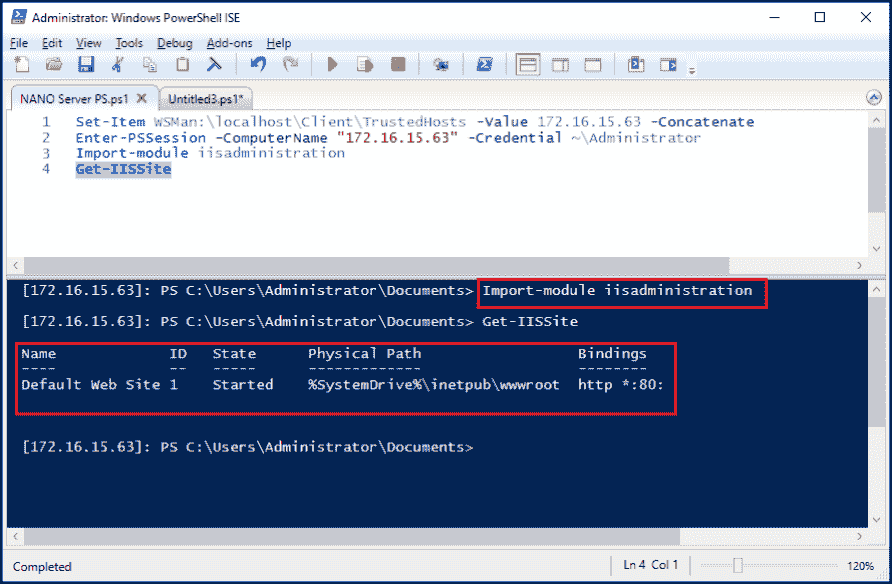 Administrator: Windows PowerShell ISE
File Edit View Tools Debug Add-ons Help
NANO Server PS.ps1 Untitled3.ps1*
1 Set-Item WSMan:\localhost\Client\TrustedHosts -Value 172.16.15.63 -Concatenate
2 Enter-PSSession -ComputerName "172.16.15.63" -Credential ~\Administrator
3 Import-module iisadministration
4 Get-IISSite
[172.16.15.63]: PS C:\Users\Administrator\Documents> Import-module iisadministration
[172.16.15.63]: PS C:\Users\Administrator\Documents> Get-IISSite
Name ID State Physical Path Bindings
---- -- ----- ------------- --------
Default Web Site 1 Started %SystemDrive%\inetpub\wwwroot http *:80:
[172.16.15.63]: PS C:\Users\Administrator\Documents>
Completed Ln 4 Col 1 120%